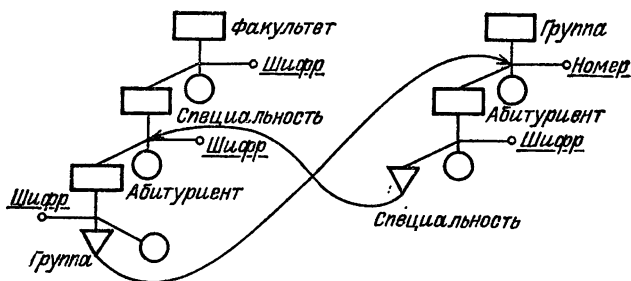 Факультет
Шифр
Специальность
Шифр
Абитуриент
Шифр
Группа
Группа
Номер
Абитуриент
Шифр
Специальность